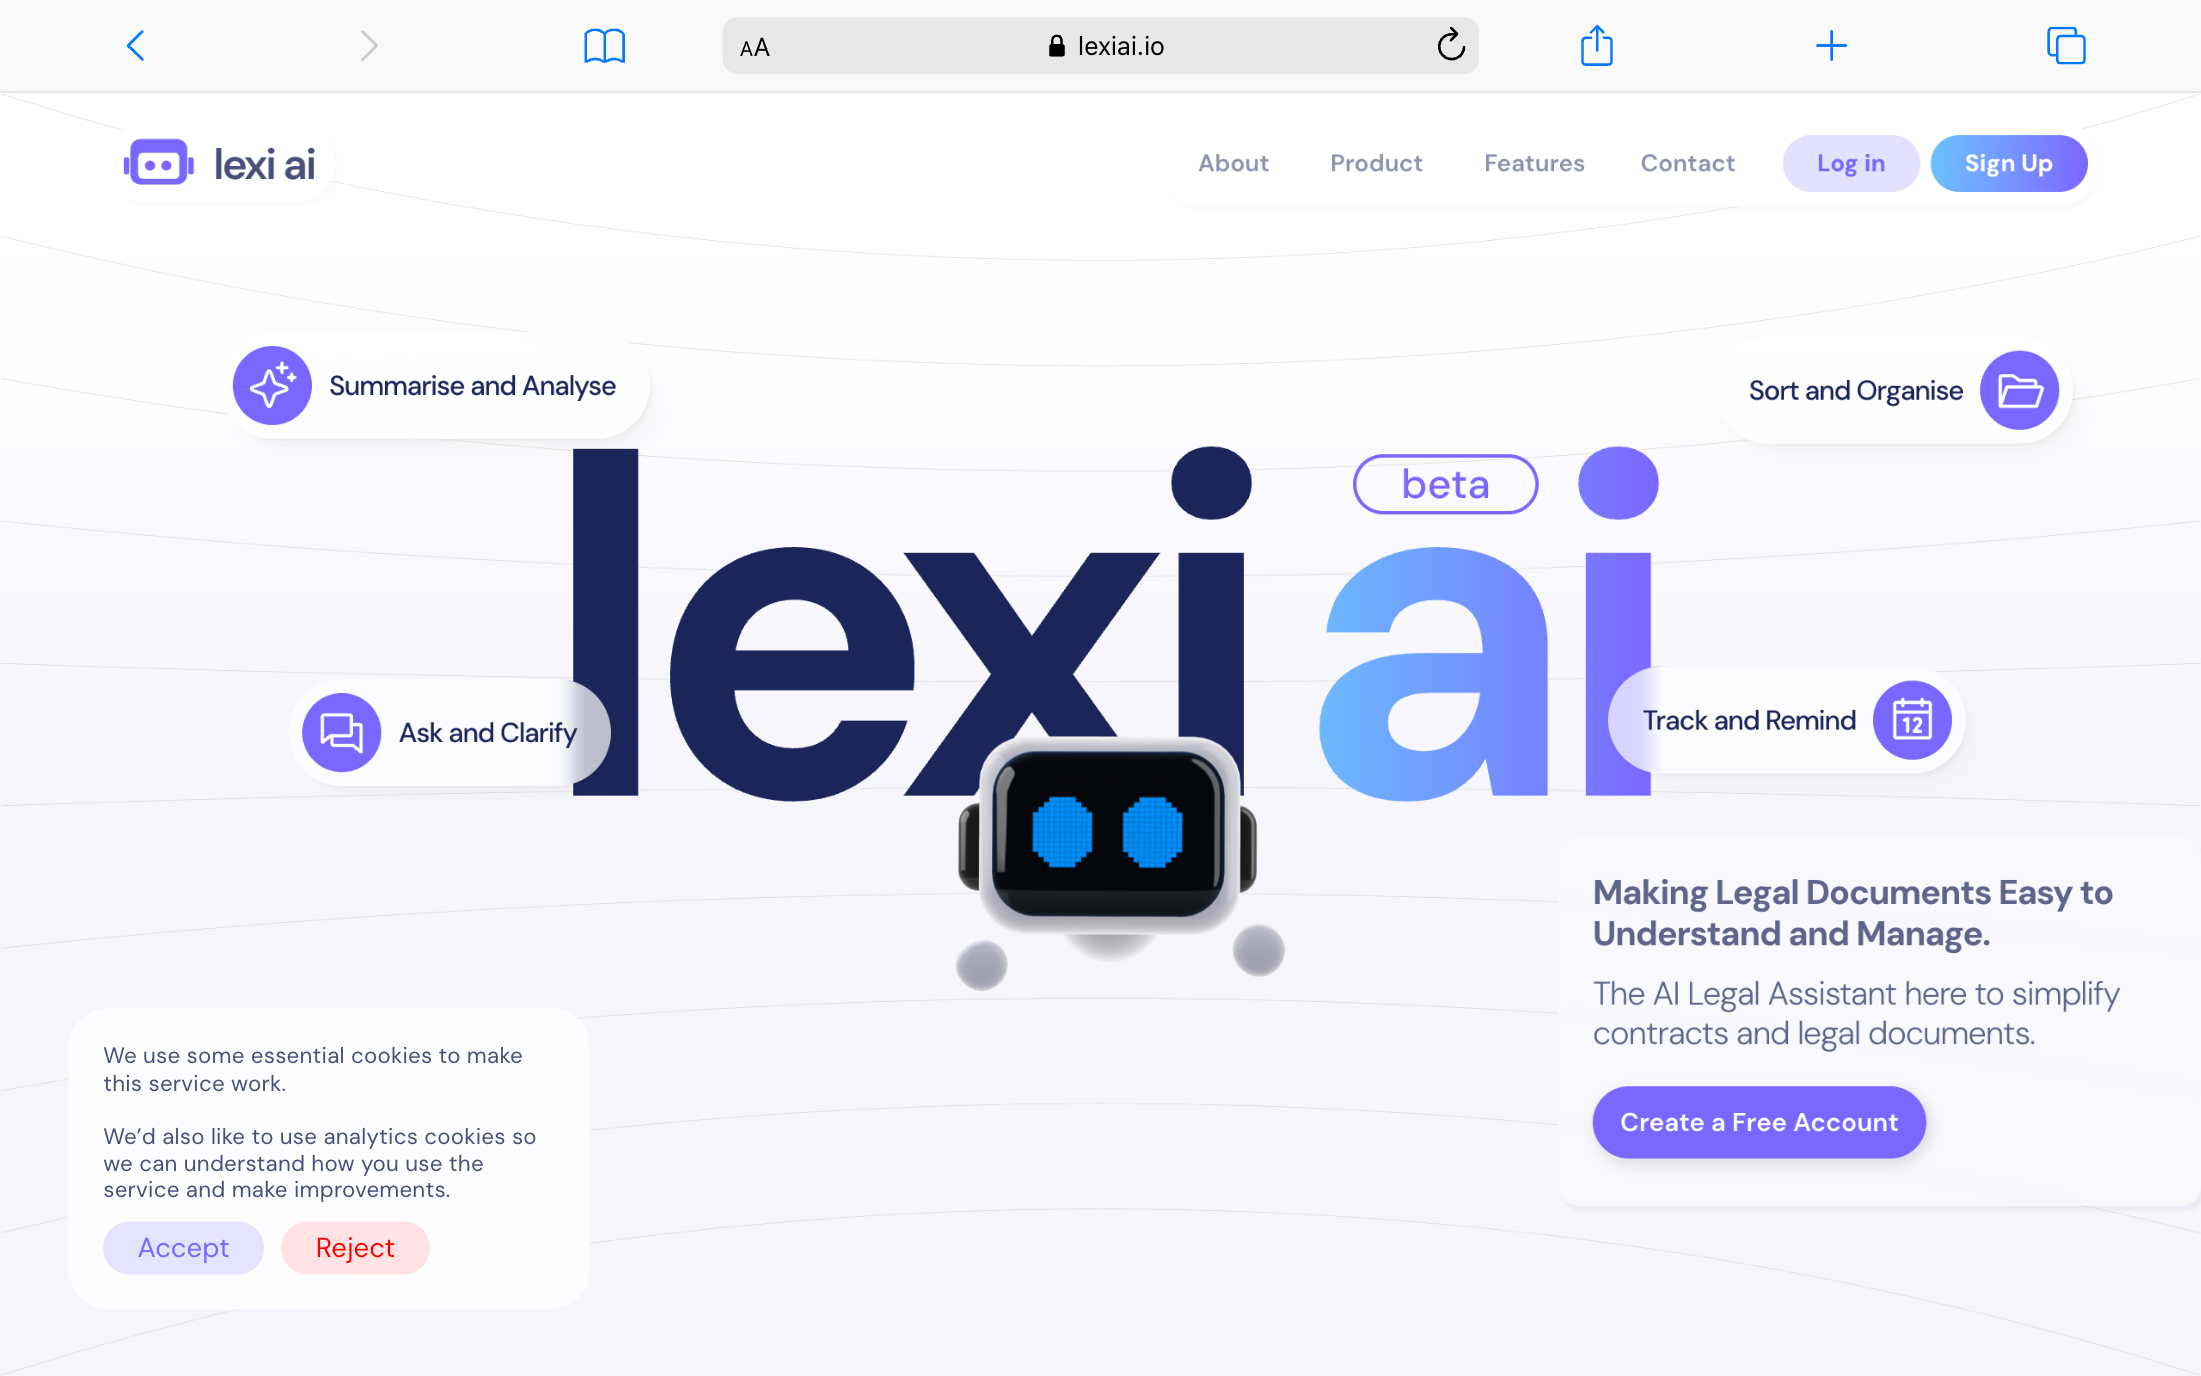 AA
lexiai.io
lexi ai
About
Product
Features
Contact
Log in
Sign Up
Summarise and Analyse
Sort and Organise
beta
lexi ai
Ask and Clarify
Track and Remind
12
Making Legal Documents Easy to
Understand and Manage.
The AI Legal Assistant here to simplify
contracts and legal documents.
Create a Free Account
We use some essential cookies to make
this service work.
We’d also like to use analytics cookies so
we can understand how you use the
service and make improvements.
Accept
Reject